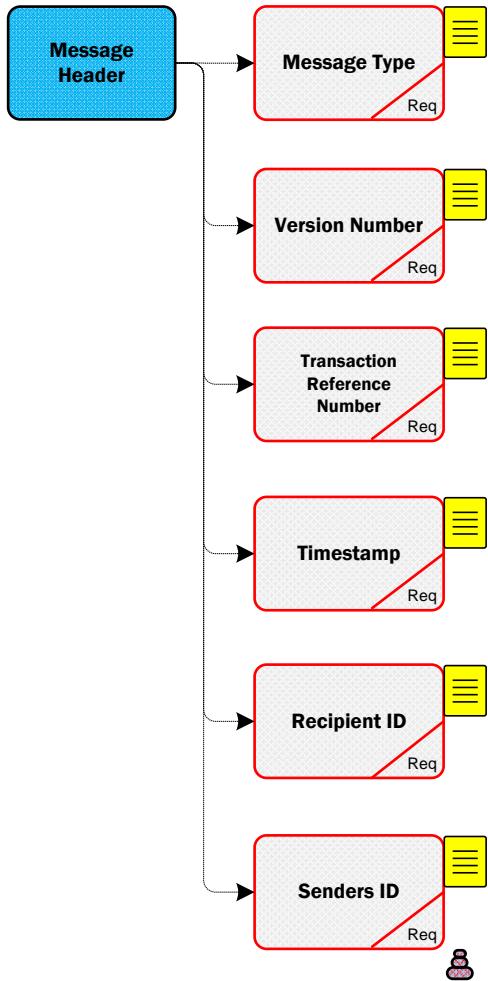 Message
Header
Message Type
Req
Version Number
Req
Transaction
Reference
Number
Req
Timestamp
Req
Recipient ID
Req
Senders ID
Req